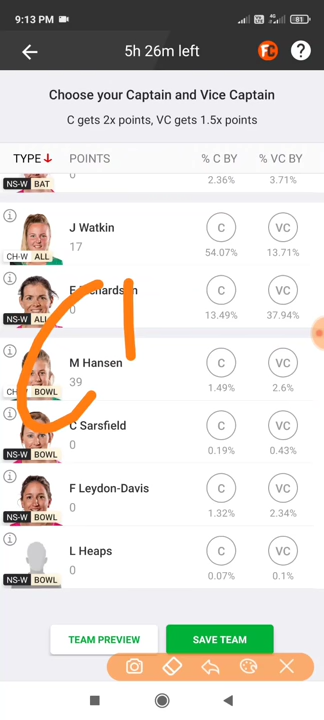 9:13 PM
81
5h 26m left
FC
?
Choose your Captain and Vice Captain
C gets 2x points, VC gets 1.5x points
TYPE POINTS % C BY % VC BY
0
NS-W BAT 2.36% 3.71%
J Watkin
17 C VC
CH-W ALL 54.07% 13.71%
Richardson
0 C VC
NS-W ALL 13.49% 37.94%
M Hansen
39 C VC
BOWL 1.49% 2.6%
C Sarsfield
0 C VC
NS-W BOWL 0.19% 0.43%
F Leydon-Davis
0 C VC
NS-W BOWL 1.32% 2.34%
L Heaps
0 C VC
NS-W BOWL 0.07% 0.1%
TEAM PREVIEW SAVE TEAM